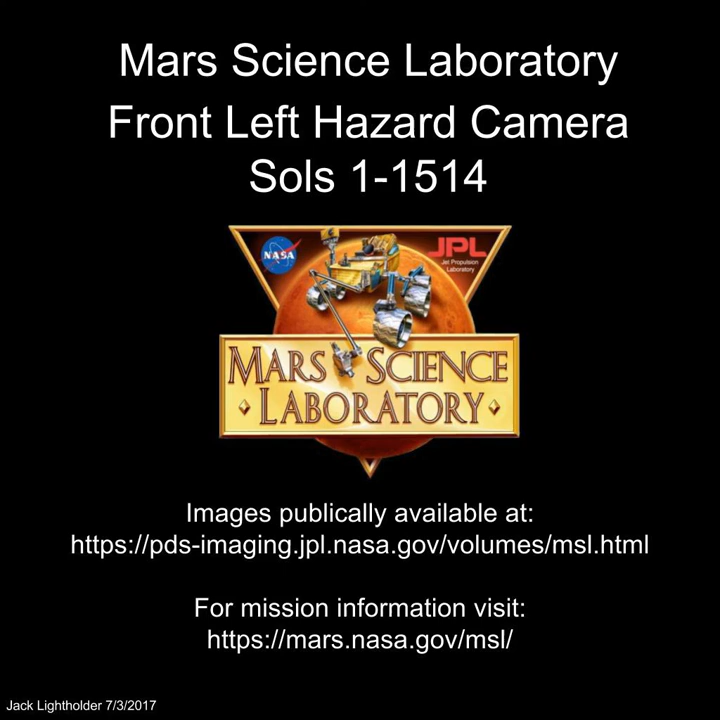 Mars Science Laboratory
Front Left Hazard Camera
Sols 1-1514
NASA
JPL
Jet Propulsion
Laboratory
MARS SCIENCE
LABORATORY
Images publically available at:
https://pds-imaging.jpl.nasa.gov/volumes/msl.html
For mission information visit:
https://mars.nasa.gov/msl/
Jack Lightholder 7/3/2017